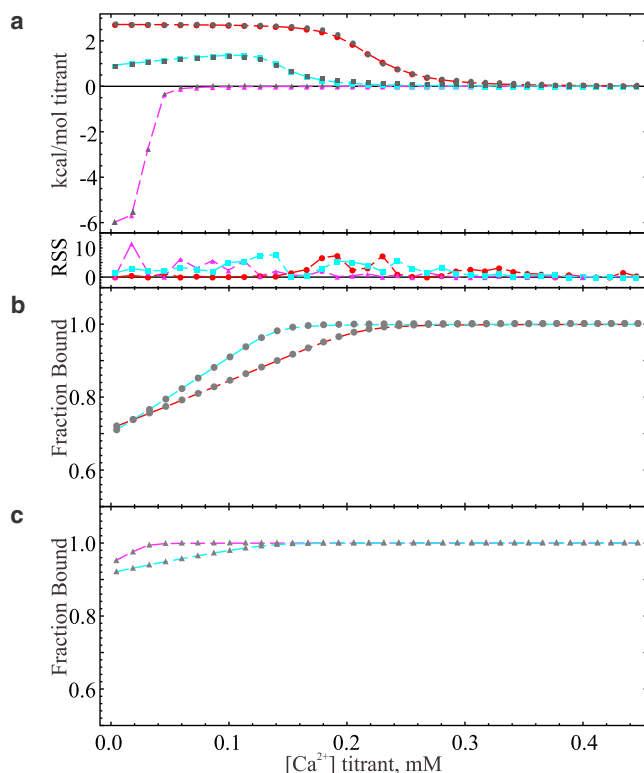 a
2
0
-2
-4
-6
kcal/mol titrant
10
0
RSS
b
1.0
0.8
0.6
Fraction Bound
c
1.0
0.8
0.6
Fraction Bound
0.0 0.1 0.2 0.3 0.4
[Ca²⁺] titrant, mM